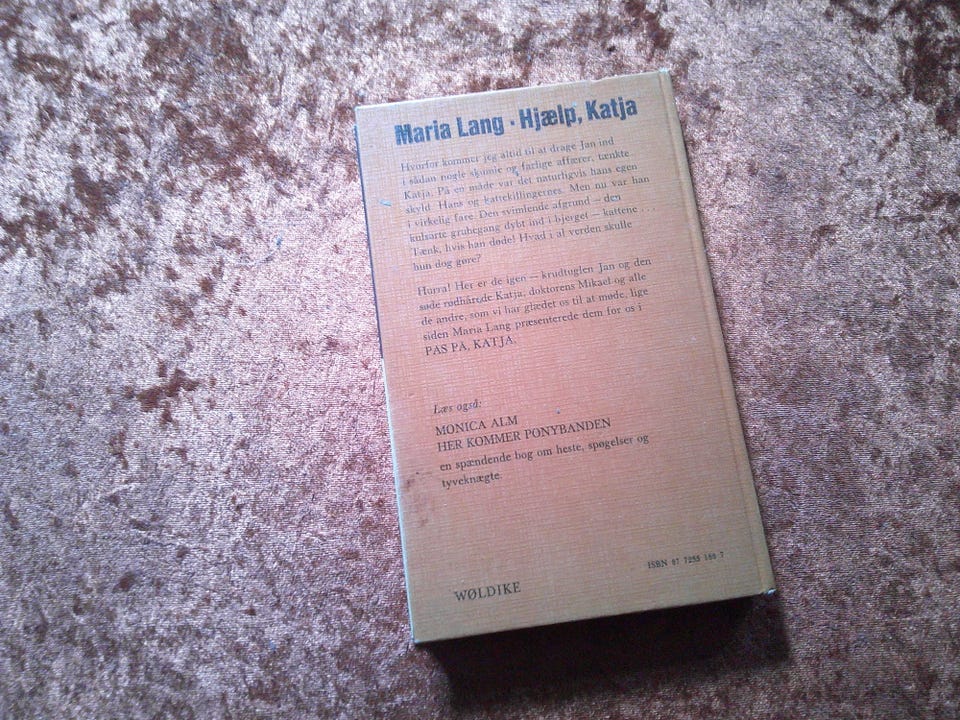 Maria Lang · Hjælp, Katja
Hvorfor kommer jeg altid til at drage Jan ind
i sådan nogle skumle og farlige affærer, tænkte
Katja. På en måde var det naturligvis hans egen
skyld. Hans og kattekillingernes. Men nu var han
i virkelig fare. Den svimlende afgrund – den
kulsorte grubegang dybt ind i bjerget – kattene . . .
Tænk, hvis han døde! Hvad i al verden skulle
hun dog gøre?
Hurra! Her er de igen – krudtuglen Jan og den
søde rødhårede Katja, doktorens Mikael og alle
de andre, som vi har glædet os til at møde, lige
siden Maria Lang præsenterede dem for os i
PAS PÅ, KATJA.
Læs også:
MONICA ALM
HER KOMMER PONYBANDEN
en spændende bog om heste, spøgelser og
tyveknægte.
ISBN 87 7255 7
WØLDIKE